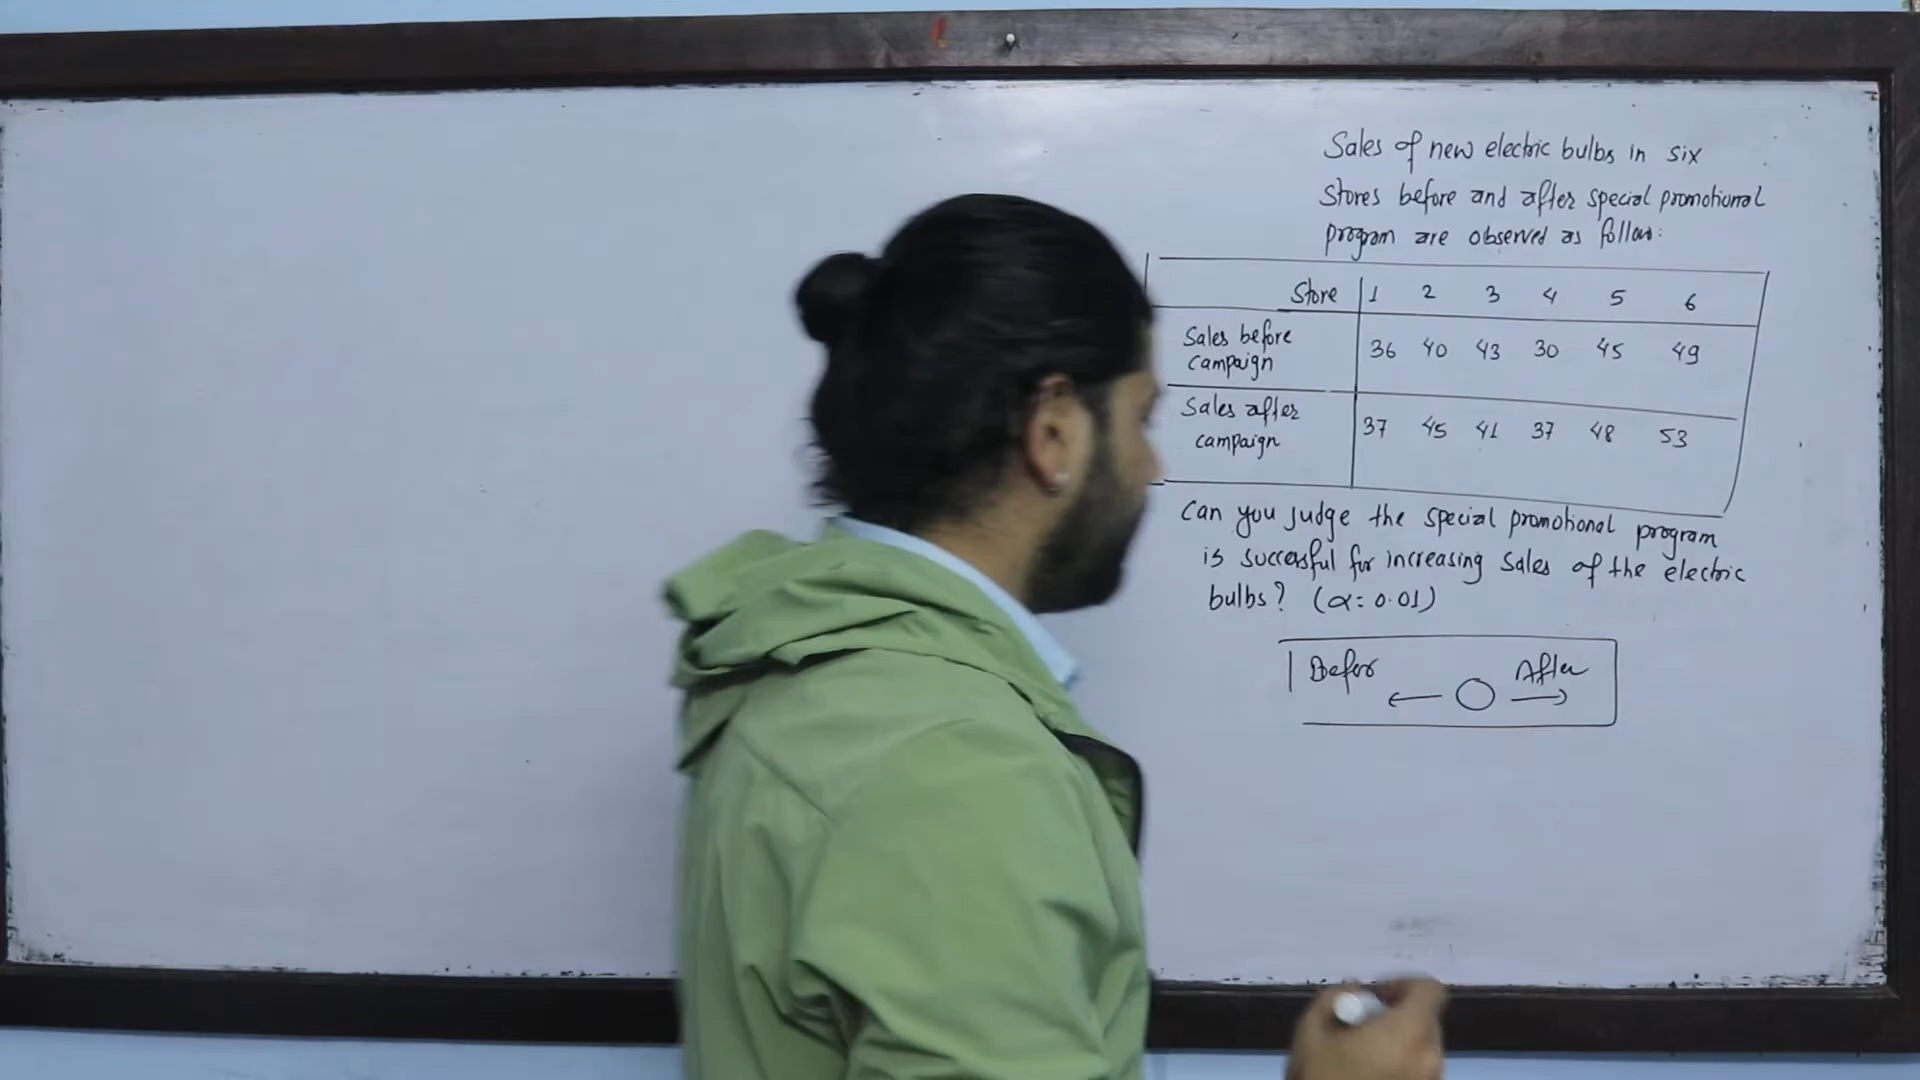 Sales of new electric bulbs in six
Stores before and after special promotional
program are observed as follow:
Store 1 2 3 4 5 6
Sales before
campaign
36 40 43 30 45 49
Sales after
campaign
37 45 41 37 48 53
Can you judge the special promotional program
is successful for increasing sales of the electric
bulbs? (α = 0.01)
Befor After